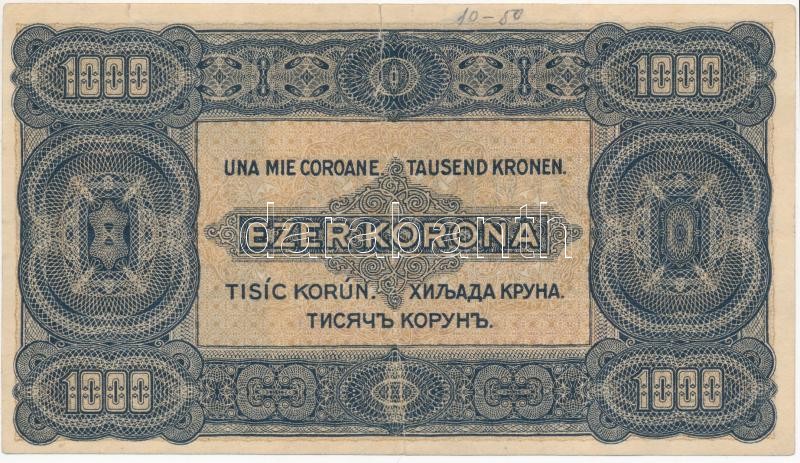 10-50
1000 1000
UNA MIE COROANE. TAUSEND KRONEN.
EZER KORONA
darabanth
TISÍC KORÚN. ХИЉАДА КРУНА.
ТИСЯЧЪ КОРУНЪ.
1000 1000